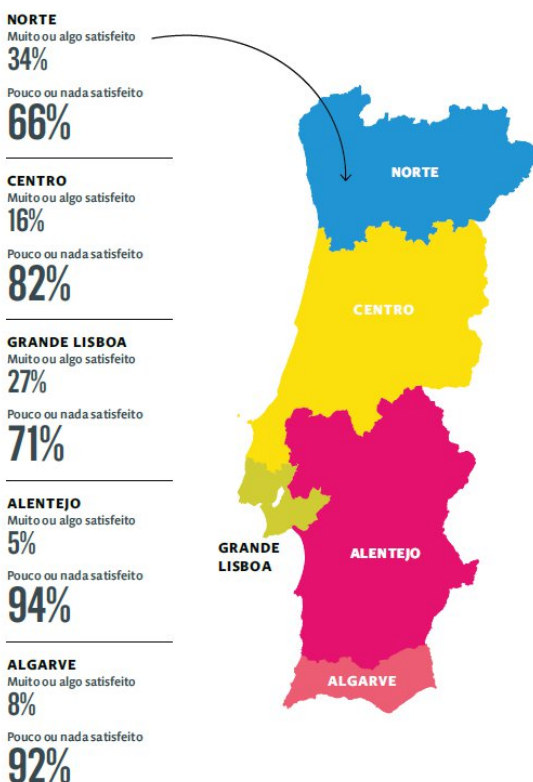 NORTE
Muito ou algo satisfeito
34%
Pouco ou nada satisfeito
66%
CENTRO
Muito ou algo satisfeito
16%
Pouco ou nada satisfeito
82%
GRANDE LISBOA
Muito ou algo satisfeito
27%
Pouco ou nada satisfeito
71%
ALENTEJO
Muito ou algo satisfeito
5%
Pouco ou nada satisfeito
94%
ALGARVE
Muito ou algo satisfeito
8%
Pouco ou nada satisfeito
92%
NORTE
CENTRO
GRANDE
LISBOA
ALENTEJO
ALGARVE